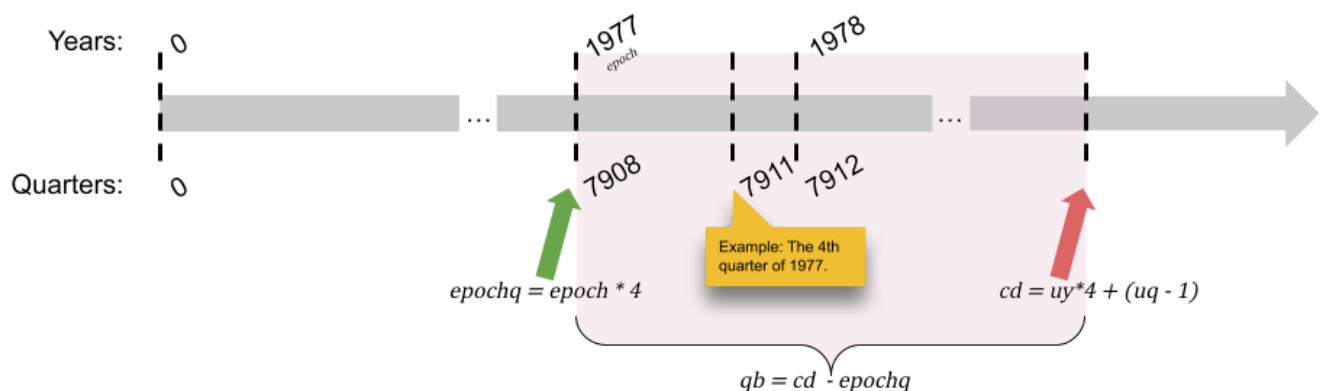 Years: 0 1977 1978
epoch
... ...
Quarters: 0 7908 7911 7912
Example: The 4th
quarter of 1977.
epochq = epoch * 4
cd = uy*4 + (uq - 1)
qb = cd - epochq